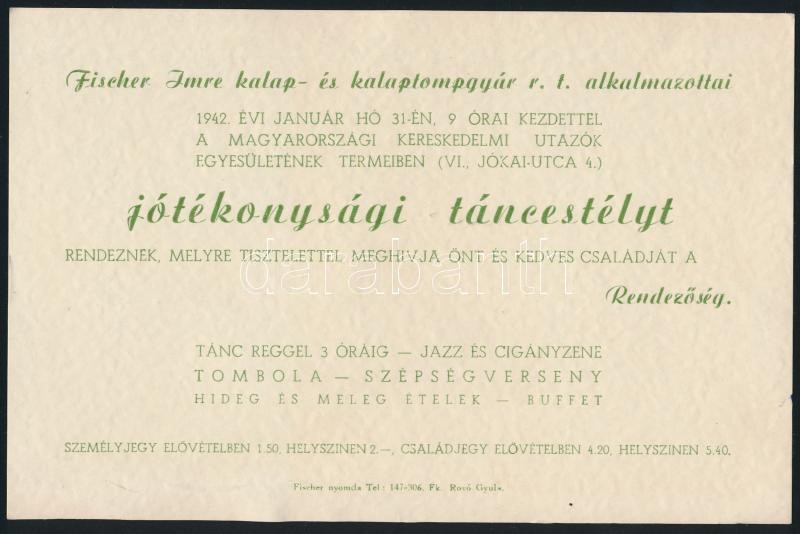 Fischer Imre kalap- és kalaptompgyár r. t. alkalmazottai
1942. ÉVI JANUÁR HÓ 31-ÉN, 9 ÓRAI KEZDETTEL
A MAGYARORSZÁGI KERESKEDELMI UTAZÓK
EGYESÜLETÉNEK TERMEIBEN (VI., JÓKAI-UTCA 4.)
jótékonysági táncestélyt
RENDEZNEK, MELYRE TISZTELETTEL MEGHIVJA ÖNT ÉS KEDVES CSALÁDJÁT A
darabanth
Rendezőség.
TÁNC REGGEL 3 ÓRÁIG — JAZZ ÉS CIGÁNYZENE
TOMBOLA — SZÉPSÉGVERSENY
HIDEG ÉS MELEG ÉTELEK — BUFFET
SZEMÉLYJEGY ELŐVÉTELBEN 1.50, HELYSZINEN 2.—, CSALÁDJEGY ELŐVÉTELBEN 4.20, HELYSZINEN 5.40.
Fischer nyomda Tel: 147-306. Fk. Rovó Gyula.